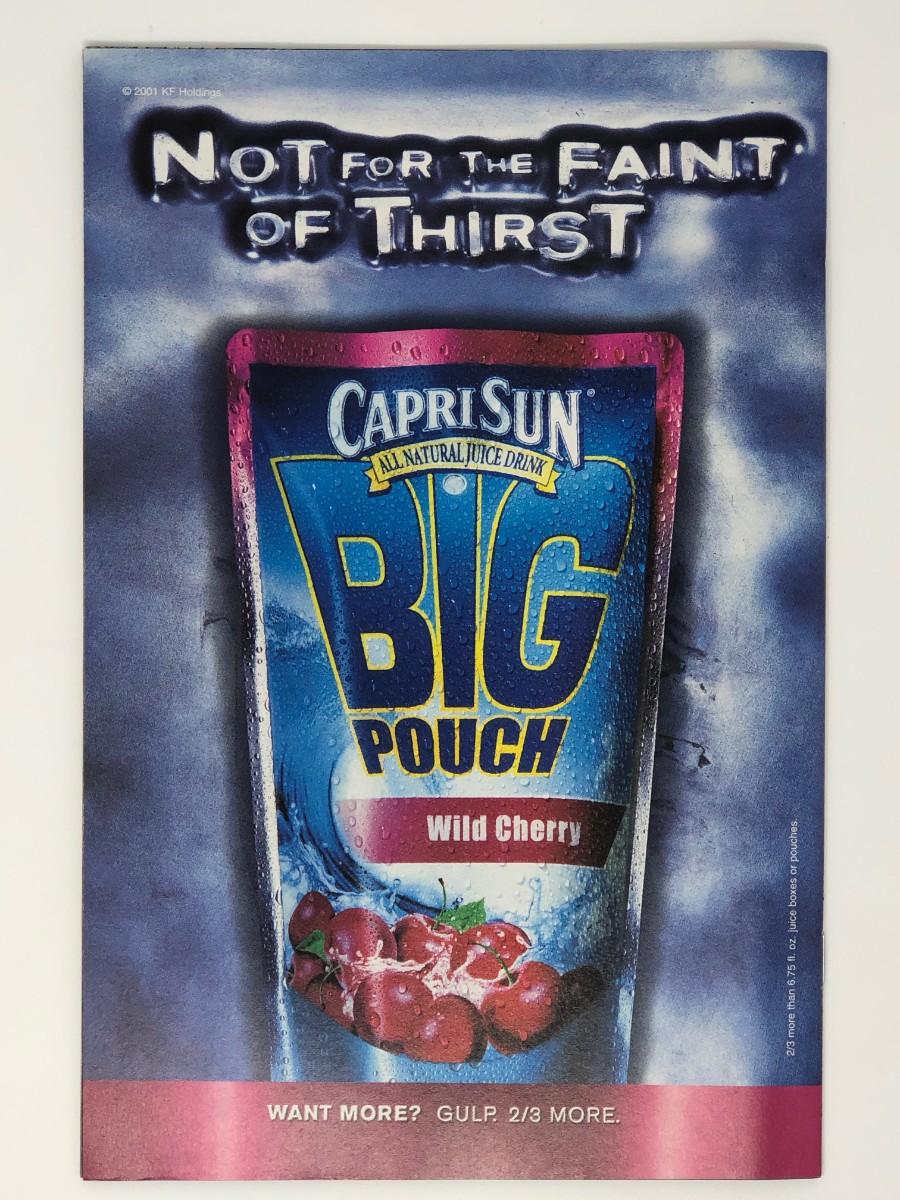 © 2001 KF Holdings.
NOT FOR THE FAINT
OF THIRST
CAPRI SUN®
ALL NATURAL JUICE DRINK
BIG
POUCH
Wild Cherry
2/3 more than 6.75 fl. oz. juice boxes or pouches.
WANT MORE? GULP. 2/3 MORE.